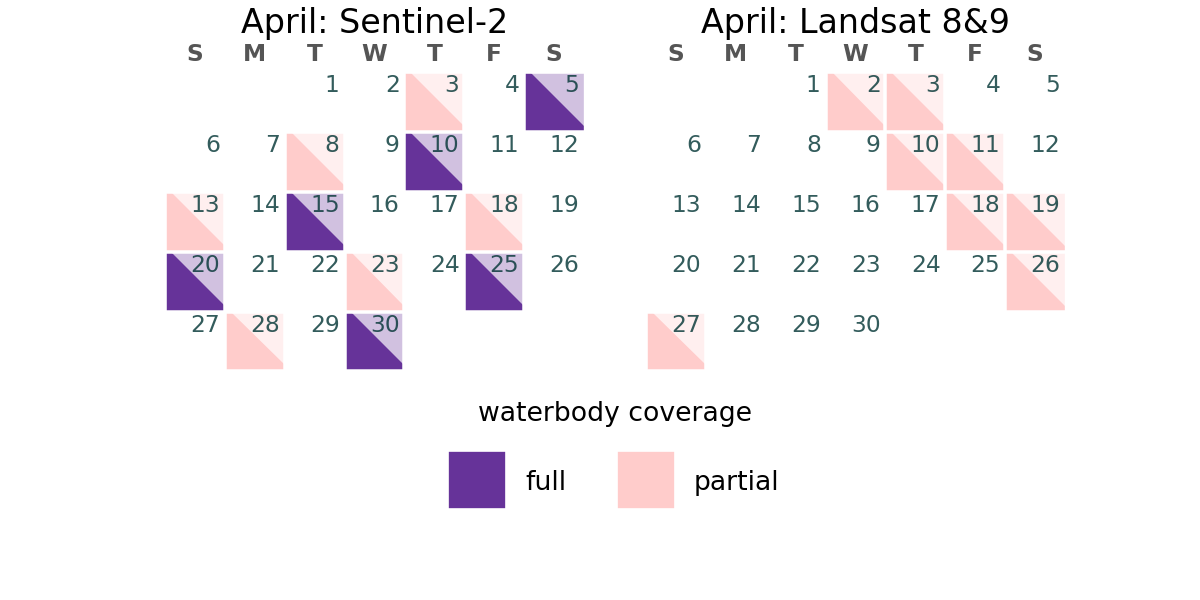 April: Sentinel-2
S M T W T F S
1 2 3 4 5
6 7 8 9 10 11 12
13 14 15 16 17 18 19
20 21 22 23 24 25 26
27 28 29 30
April: Landsat 8&9
S M T W T F S
1 2 3 4 5
6 7 8 9 10 11 12
13 14 15 16 17 18 19
20 21 22 23 24 25 26
27 28 29 30
waterbody coverage
full
partial